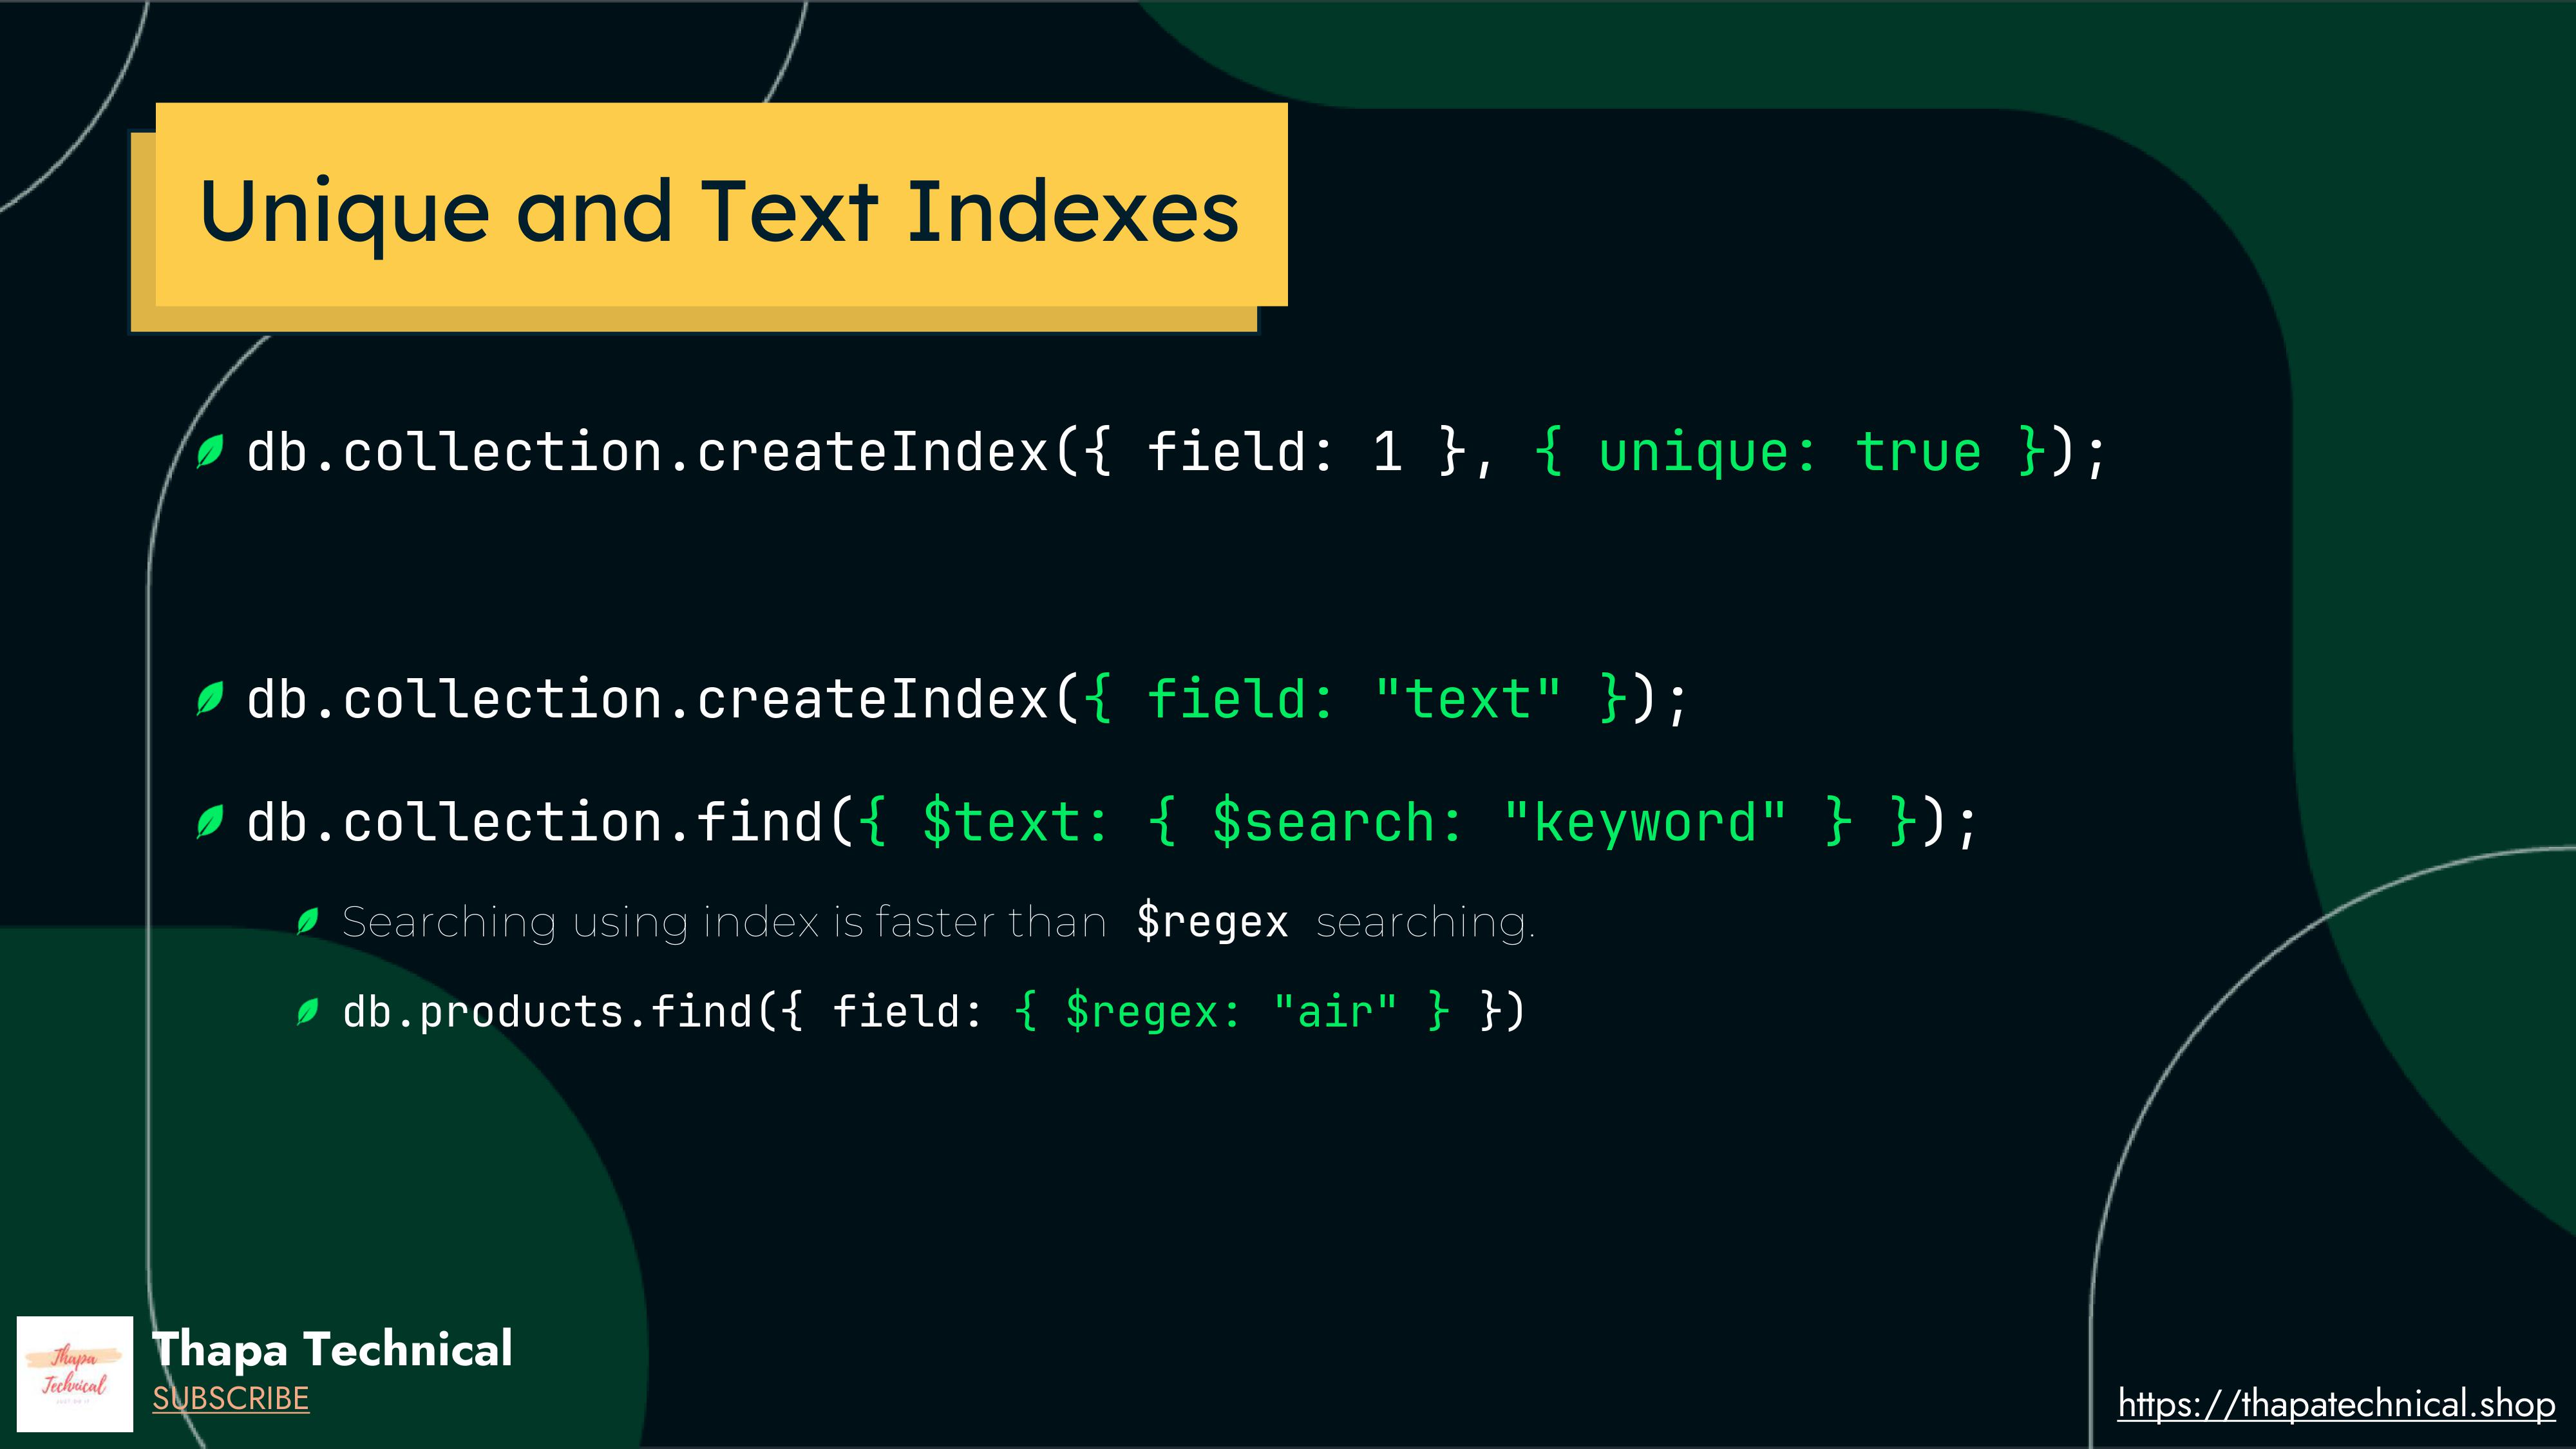 Unique and Text Indexes
db.collection.createIndex({ field: 1 }, { unique: true });
db.collection.createIndex({ field: "text" });
db.collection.find({ $text: { $search: "keyword" } });
Searching using index is faster than $regex searching.
db.products.find({ field: { $regex: "air" } })
Thapa
Technical
Thapa Technical
SUBSCRIBE
https://thapatechnical.shop